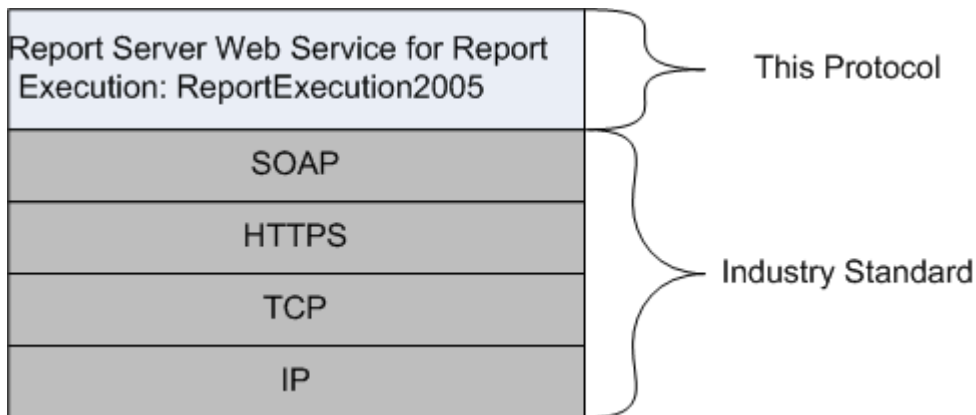 Report Server Web Service for Report
Execution: ReportExecution2005
This Protocol
SOAP
HTTPS
TCP
IP
Industry Standard